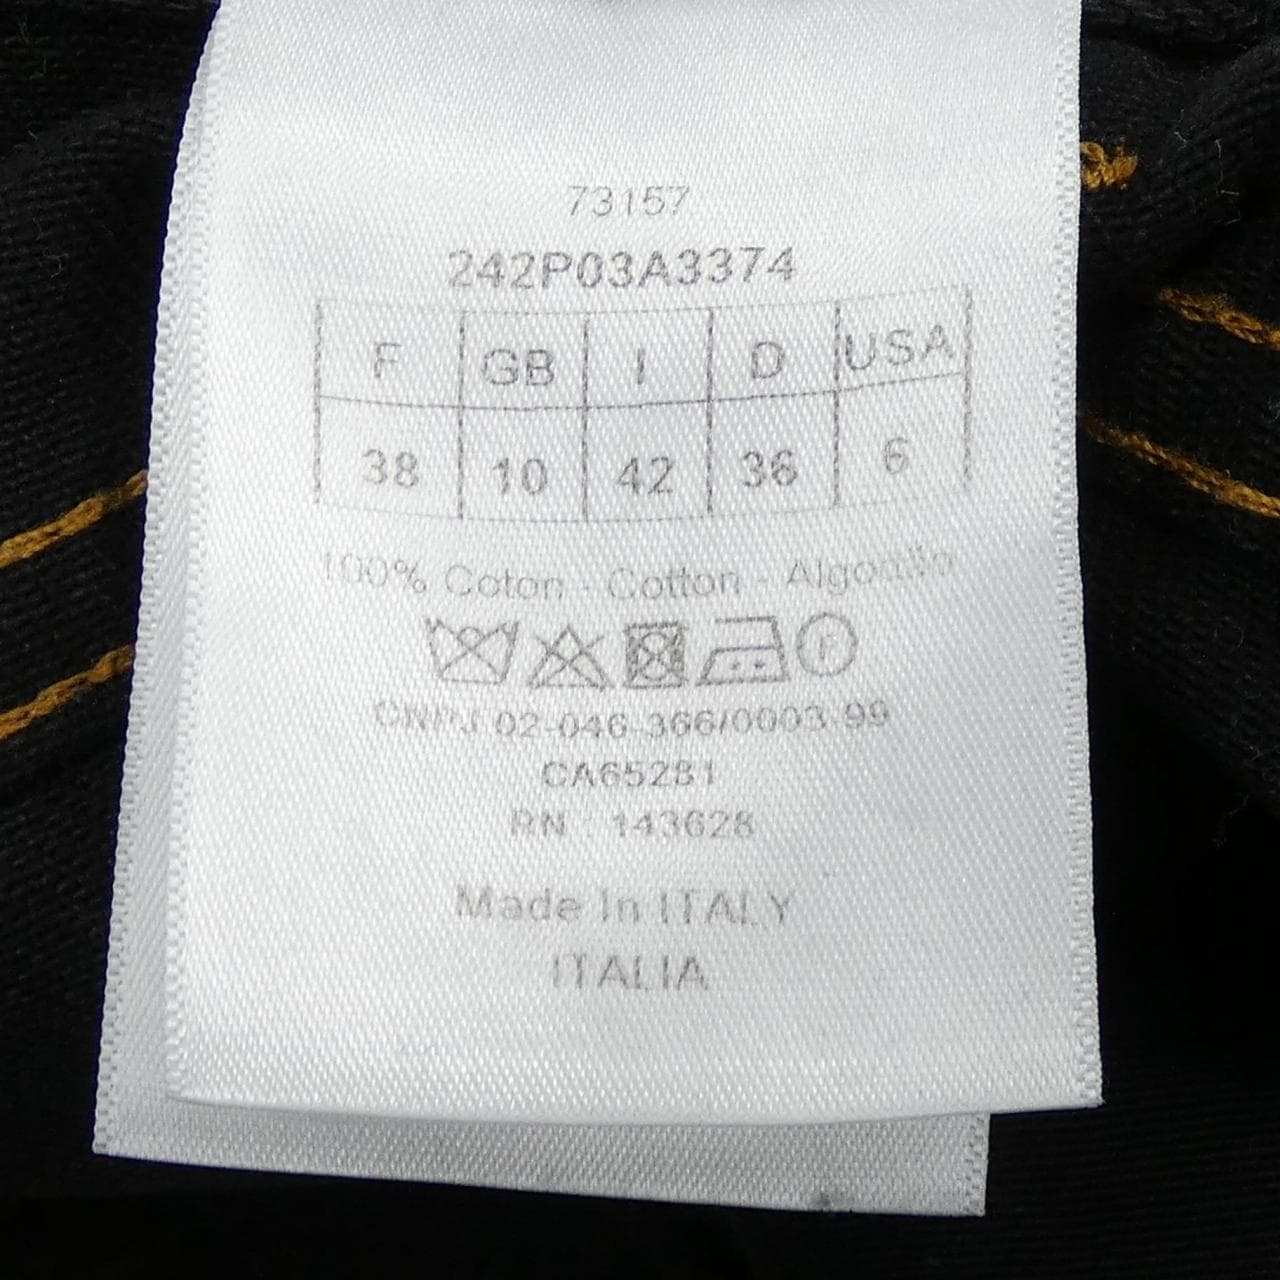 73157
242P03A3374
F GB I D USA
38 10 42 36 6
100% Coton - Cotton - Algodão
CNPJ 02-046-366/0003 99
CA65281
RN : 143628
Made In ITALY
ITALIA